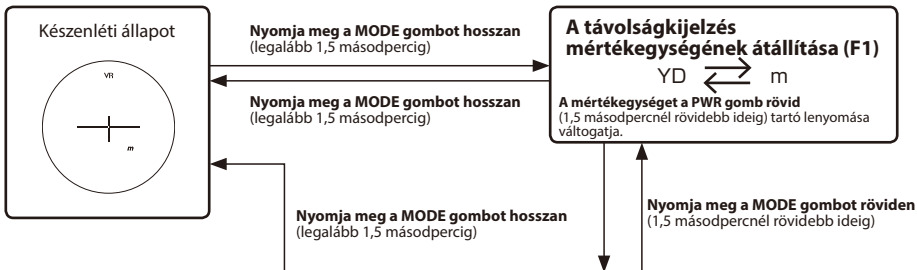 Készenléti állapot
VR
m
Nyomja meg a MODE gombot hosszan
(legalább 1,5 másodpercig)
Nyomja meg a MODE gombot hosszan
(legalább 1,5 másodpercig)
A távolságkijelzés
mértékegységének átállítása (F1)
YD m
A mértékegységet a PWR gomb rövid
(1,5 másodpercnél rövidebb ideig) tartó lenyomása
váltogatja.
Nyomja meg a MODE gombot hosszan
(legalább 1,5 másodpercig)
Nyomja meg a MODE gombot röviden
(1,5 másodpercnél rövidebb ideig)